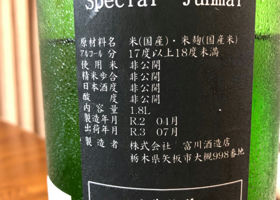 Special Junmai
原材料名 米(国産)・米麹(国産米)
アルコール分 17度以上18度未満
使用米 非公開
精米歩合 非公開
日本酒度 非公開
酸度 非公開
内容量 1.8L
製造年月 R.2 01月
出荷年月 R.3 07月
製造者 株式会社 富川酒造店
栃木県矢板市大槻998番地